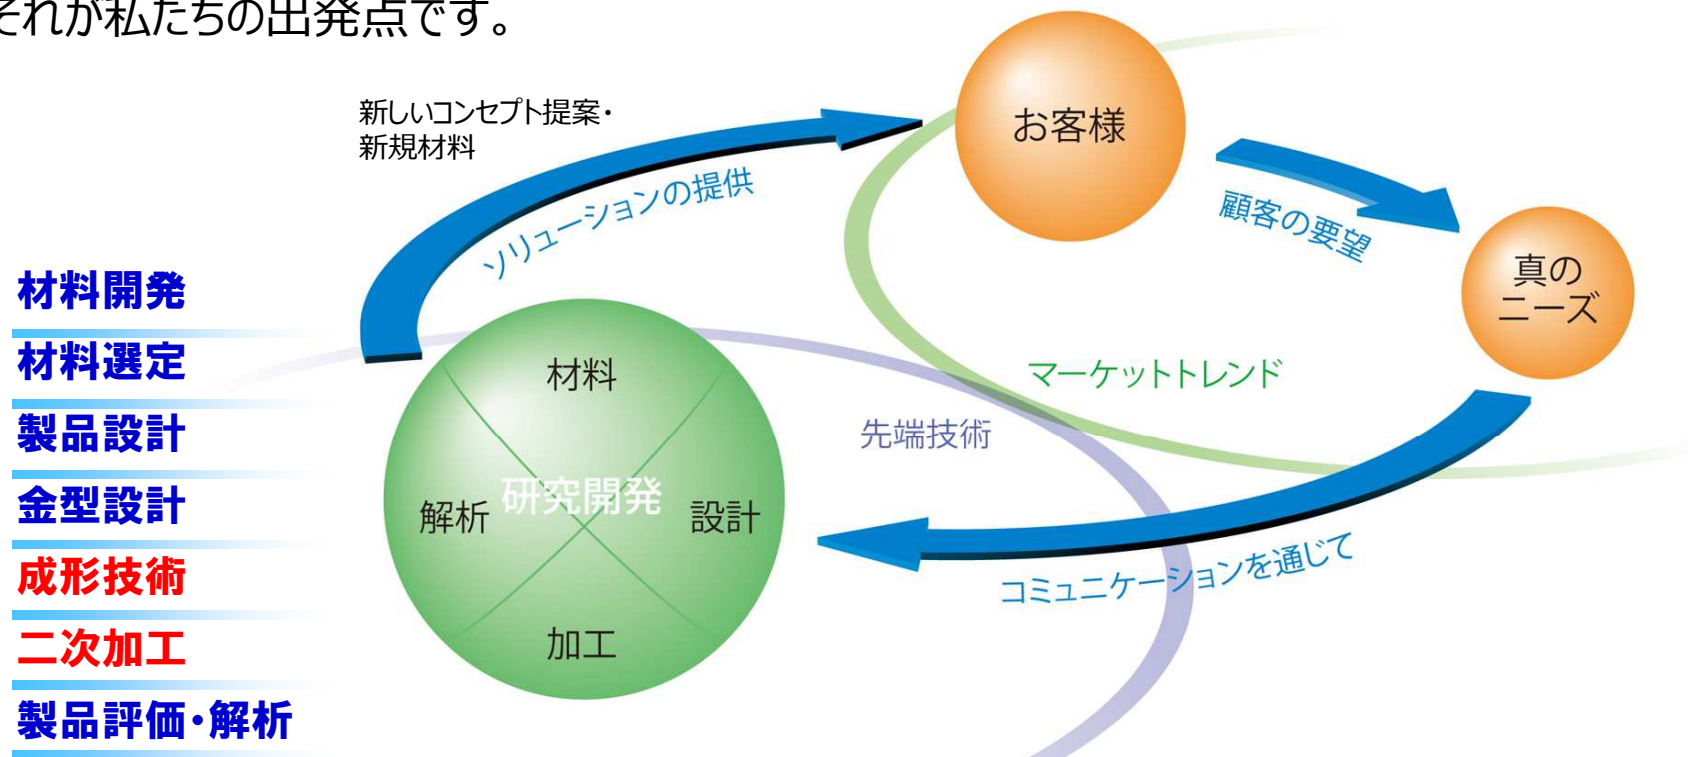 それが私たちの出発点です。
新しいコンセプト提案・
新規材料
ソリューションの提供
お客様
顧客の要望
真の
ニーズ
マーケットトレンド
先端技術
コミュニケーションを通じて
材料
解析
研究開発
設計
加工
材料開発
材料選定
製品設計
金型設計
成形技術
二次加工
製品評価・解析